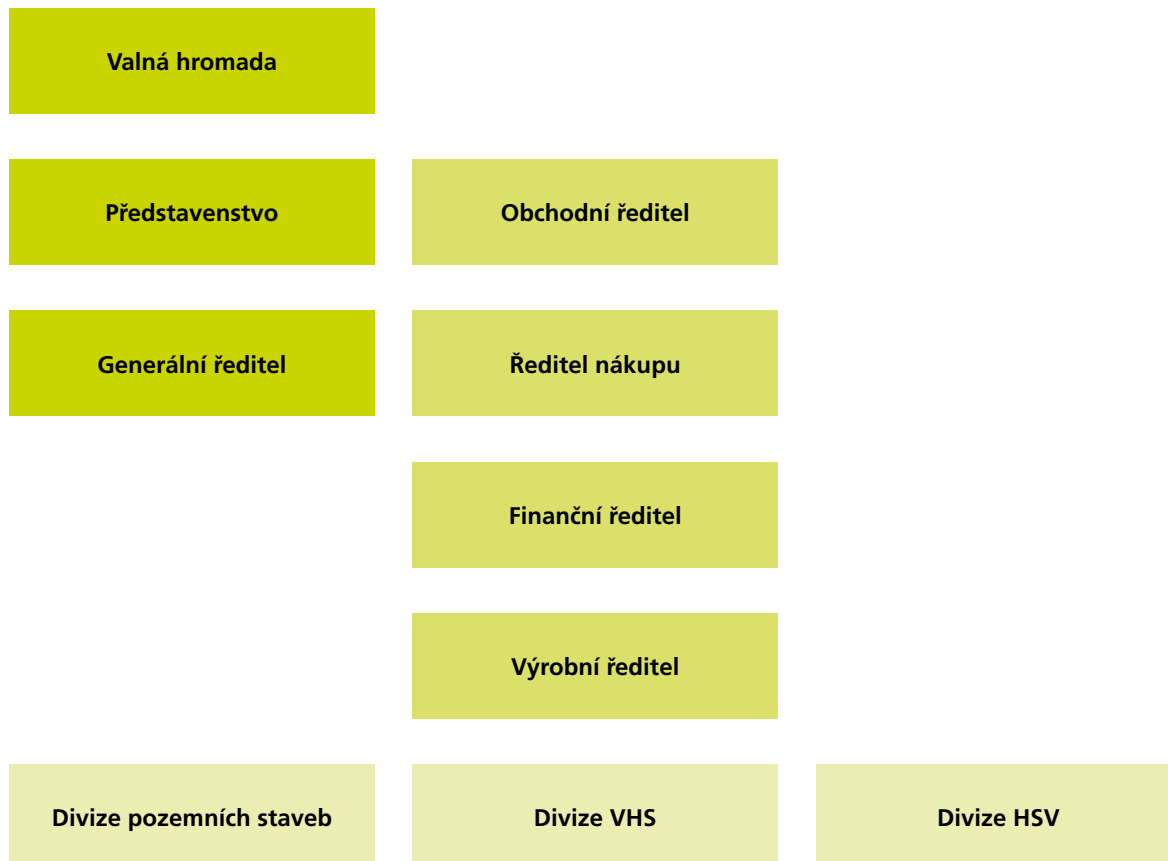 Valná hromada
Představenstvo
Obchodní ředitel
Generální ředitel
Ředitel nákupu
Finanční ředitel
Výrobní ředitel
Divize pozemních staveb
Divize VHS
Divize HSV